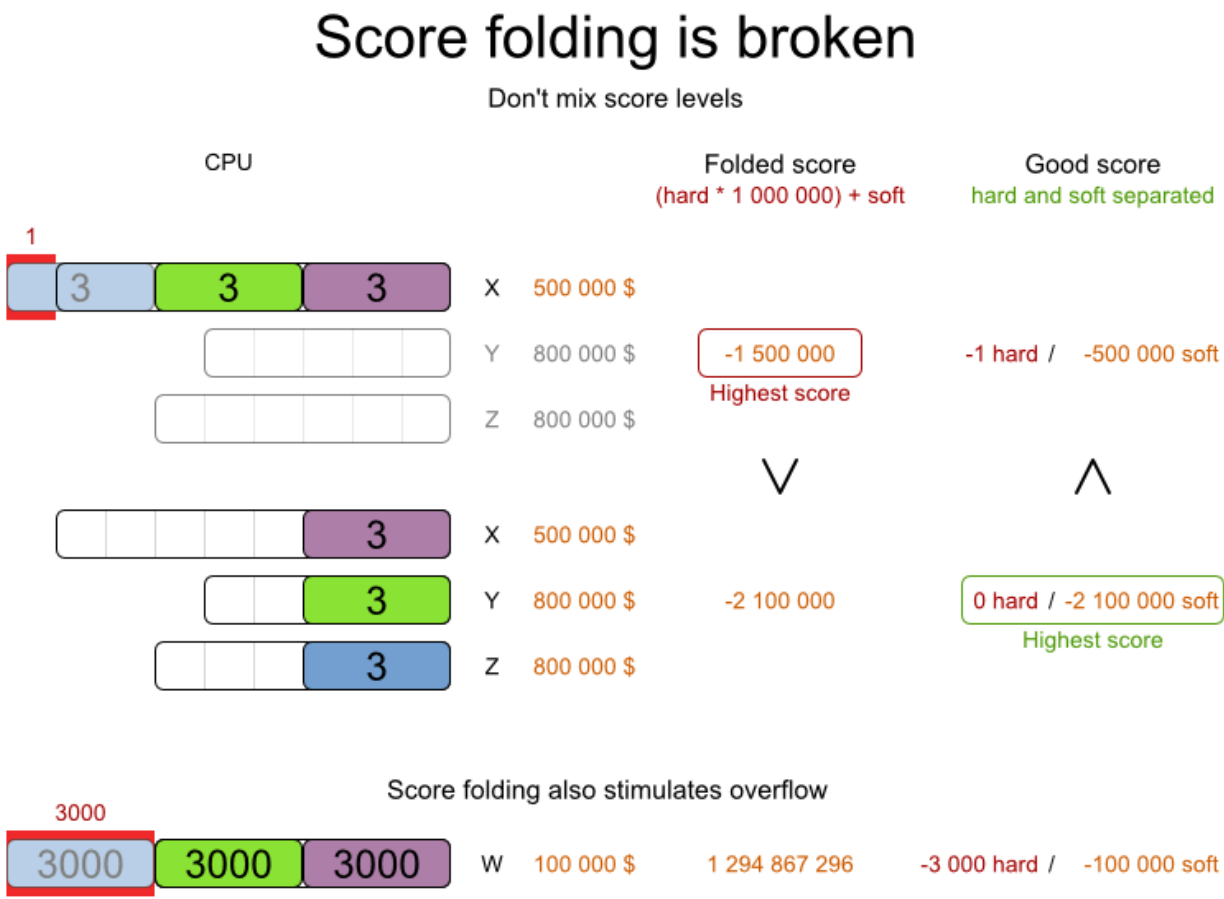 Score folding is broken
Don't mix score levels
CPU Folded score Good score
(hard * 1 000 000) + soft hard and soft separated
1
3 3 3 X 500 000 $
Y 800 000 $ -1 500 000 -1 hard / -500 000 soft
Highest score
Z 800 000 $
3 X 500 000 $
3 Y 800 000 $ -2 100 000 0 hard / -2 100 000 soft
Highest score
3 Z 800 000 $
Score folding also stimulates overflow
3000
3000 3000 3000 W 100 000 $ 1 294 867 296 -3 000 hard / -100 000 soft